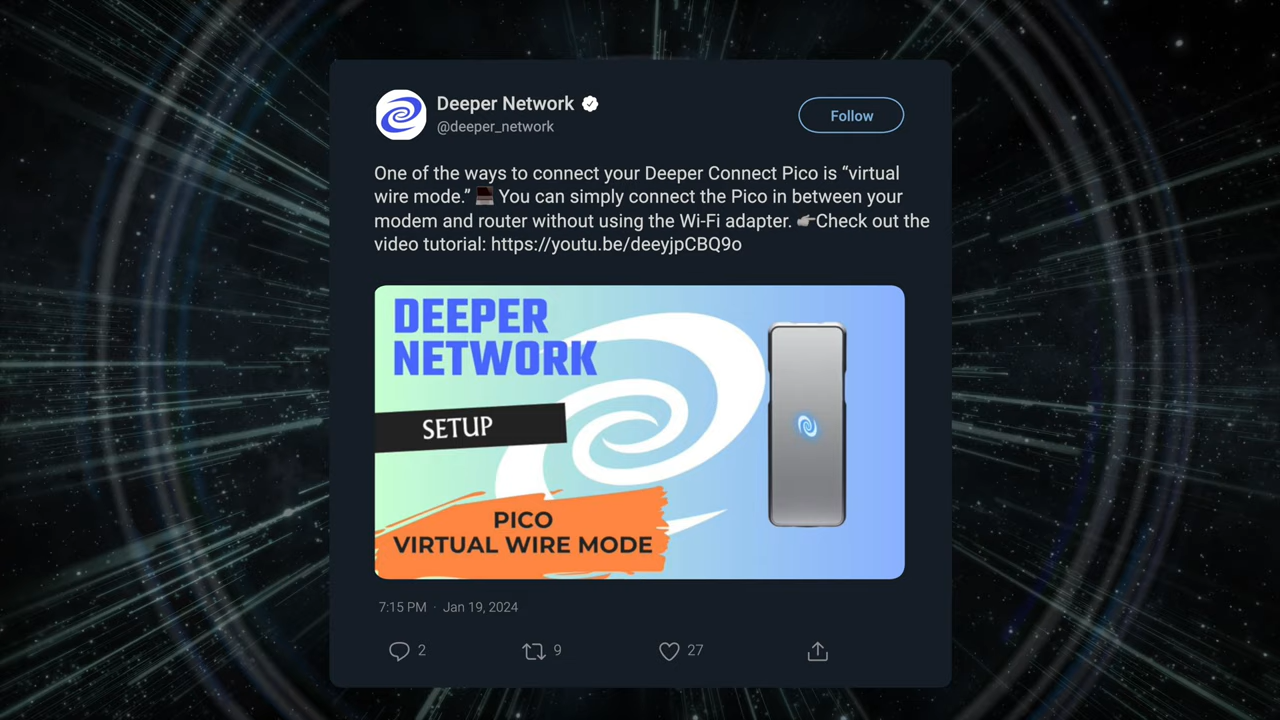 Deeper Network
@deeper_network
Follow
One of the ways to connect your Deeper Connect Pico is “virtual
wire mode.” 💻 You can simply connect the Pico in between your
modem and router without using the Wi-Fi adapter. 👉Check out the
video tutorial: https://youtu.be/deeyjpCBQ9o
DEEPER
NETWORK
SETUP
PICO
VIRTUAL WIRE MODE
7:15 PM · Jan 19, 2024
2
9
27